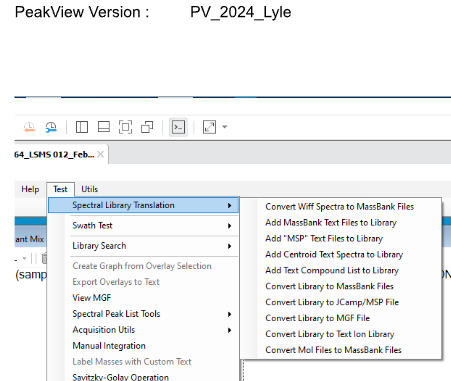 PeakView Version : PV_2024_Lyle
64_LSMS 012_Feb...
Help Test Utils
Spectral Library Translation
Swath Test
Library Search
Create Graph from Overlay Selection
Export Overlays to Text
View MGF
Spectral Peak List Tools
Acquisition Utils
Manual Integration
Label Masses with Custom Text
Savitzky-Golay Operation
Convert Wiff Spectra to MassBank Files
Add MassBank Text Files to Library
Add "MSP" Text Files to Library
Add Centroid Text Spectra to Library
Add Text Compound List to Library
Convert Library to MassBank Files
Convert Library to JCamp/MSP File
Convert Library to MGF File
Convert Library to Text Ion Library
Convert Mol Files to MassBank Files
ant Mix
(samp